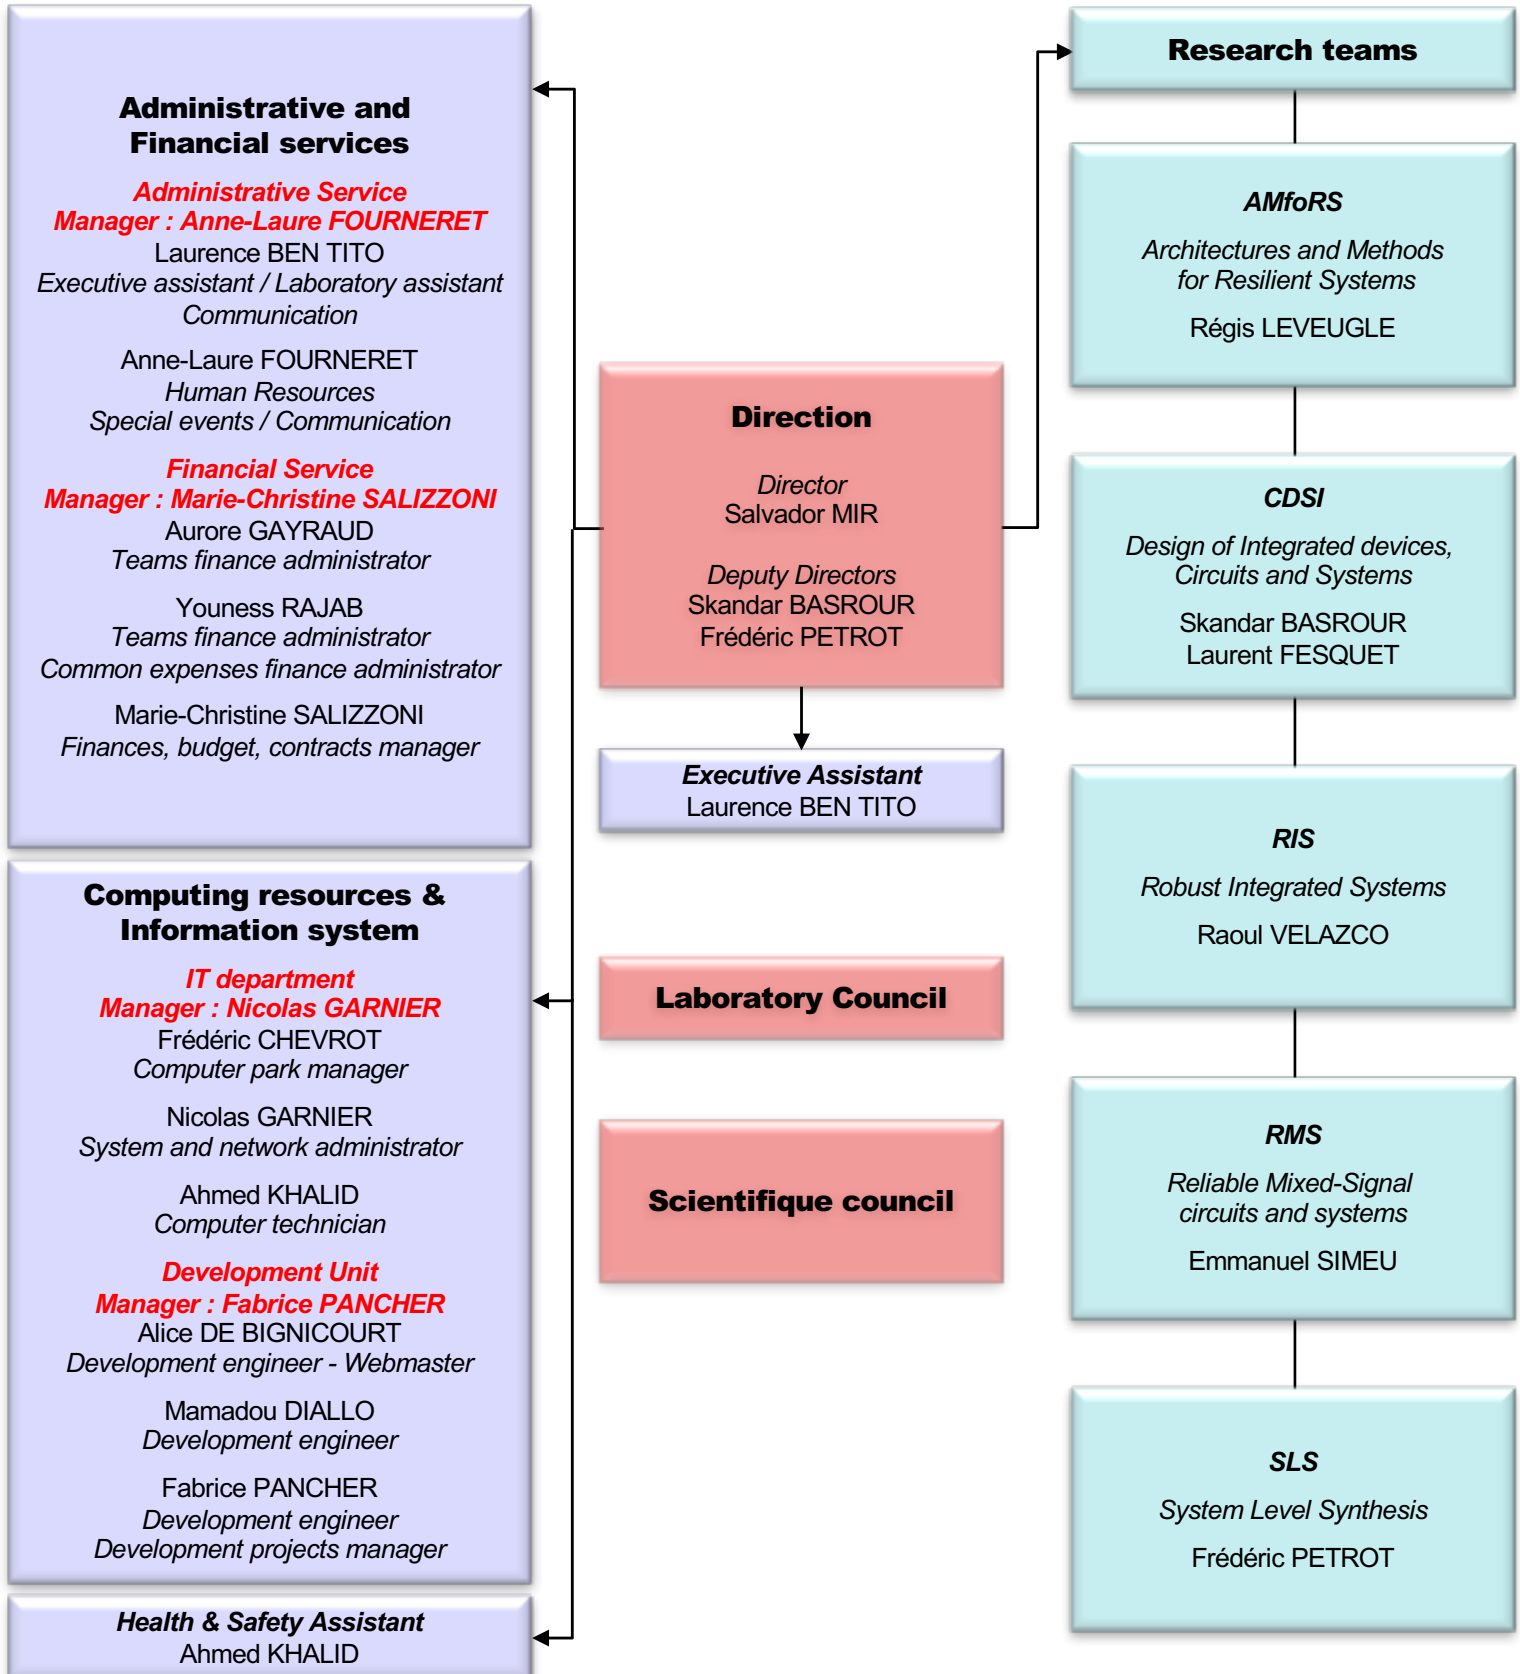 Administrative and
Financial services
Administrative Service
Manager : Anne-Laure FOURNERET
Laurence BEN TITO
Executive assistant / Laboratory assistant
Communication
Anne-Laure FOURNERET
Human Resources
Special events / Communication
Financial Service
Manager : Marie-Christine SALIZZONI
Aurore GAYRAUD
Teams finance administrator
Youness RAJAB
Teams finance administrator
Common expenses finance administrator
Marie-Christine SALIZZONI
Finances, budget, contracts manager
Computing resources &
Information system
IT department
Manager : Nicolas GARNIER
Frédéric CHEVROT
Computer park manager
Nicolas GARNIER
System and network administrator
Ahmed KHALID
Computer technician
Development Unit
Manager : Fabrice PANCHER
Alice DE BIGNICOURT
Development engineer - Webmaster
Mamadou DIALLO
Development engineer
Fabrice PANCHER
Development engineer
Development projects manager
Health & Safety Assistant
Ahmed KHALID
Direction
Director
Salvador MIR
Deputy Directors
Skandar BASROUR
Frédéric PETROT
Executive Assistant
Laurence BEN TITO
Laboratory Council
Scientifique council
Research teams
AMfoRS
Architectures and Methods
for Resilient Systems
Régis LEVEUGLE
CDSI
Design of Integrated devices,
Circuits and Systems
Skandar BASROUR
Laurent FESQUET
RIS
Robust Integrated Systems
Raoul VELAZCO
RMS
Reliable Mixed-Signal
circuits and systems
Emmanuel SIMEU
SLS
System Level Synthesis
Frédéric PETROT